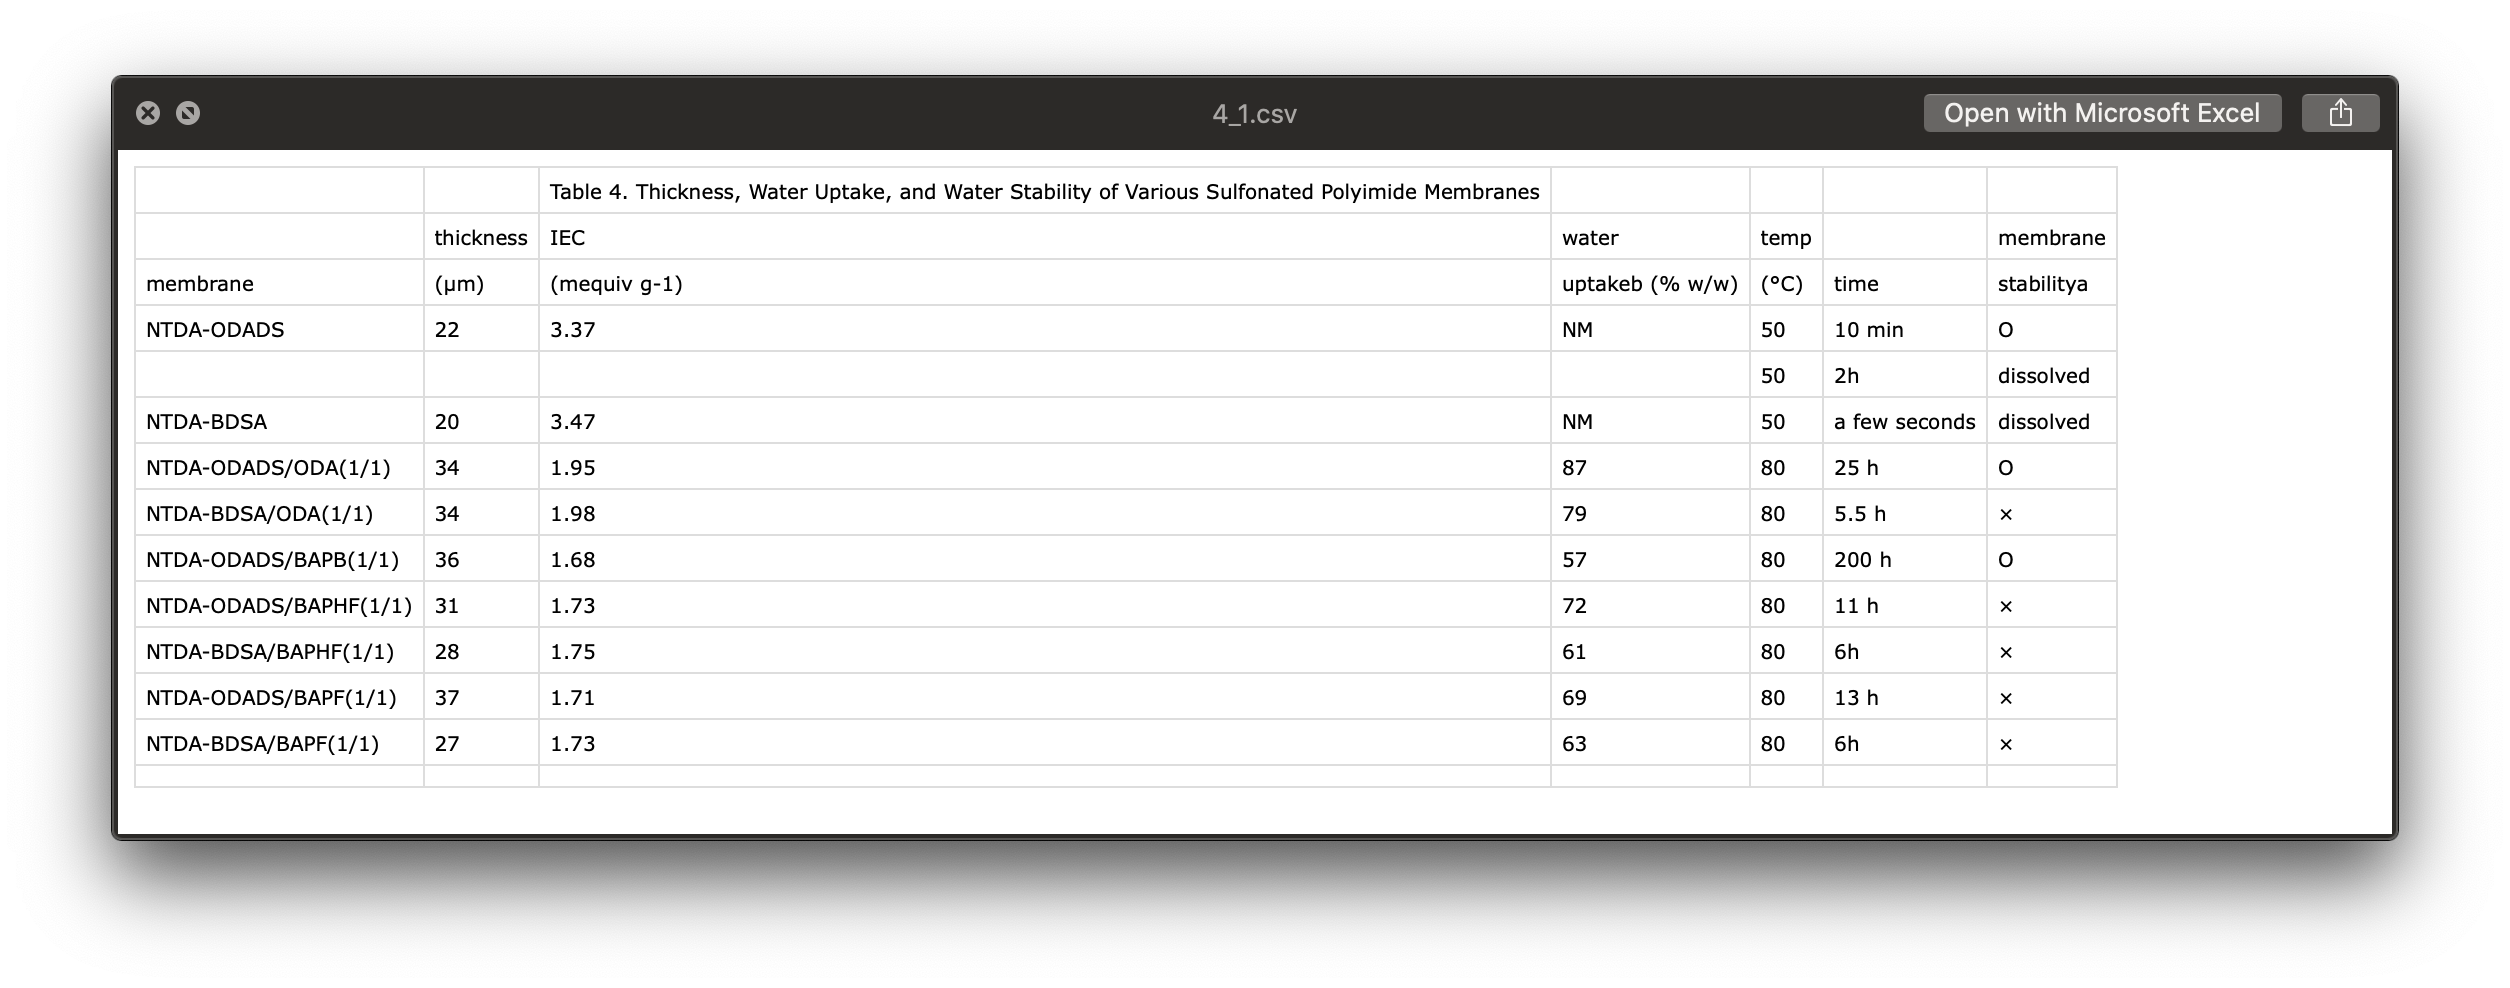 4_1.csv
Open with Microsoft Excel
Table 4. Thickness, Water Uptake, and Water Stability of Various Sulfonated Polyimide Membranes
thickness IEC water temp membrane
membrane (μm) (mequiv g-1) uptakeb (% w/w) (°C) time stabilitya
NTDA-ODADS 22 3.37 NM 50 10 min O
50 2h dissolved
NTDA-BDSA 20 3.47 NM 50 a few seconds dissolved
NTDA-ODADS/ODA(1/1) 34 1.95 87 80 25 h O
NTDA-BDSA/ODA(1/1) 34 1.98 79 80 5.5 h ×
NTDA-ODADS/BAPB(1/1) 36 1.68 57 80 200 h O
NTDA-ODADS/BAPHF(1/1) 31 1.73 72 80 11 h ×
NTDA-BDSA/BAPHF(1/1) 28 1.75 61 80 6h ×
NTDA-ODADS/BAPF(1/1) 37 1.71 69 80 13 h ×
NTDA-BDSA/BAPF(1/1) 27 1.73 63 80 6h ×